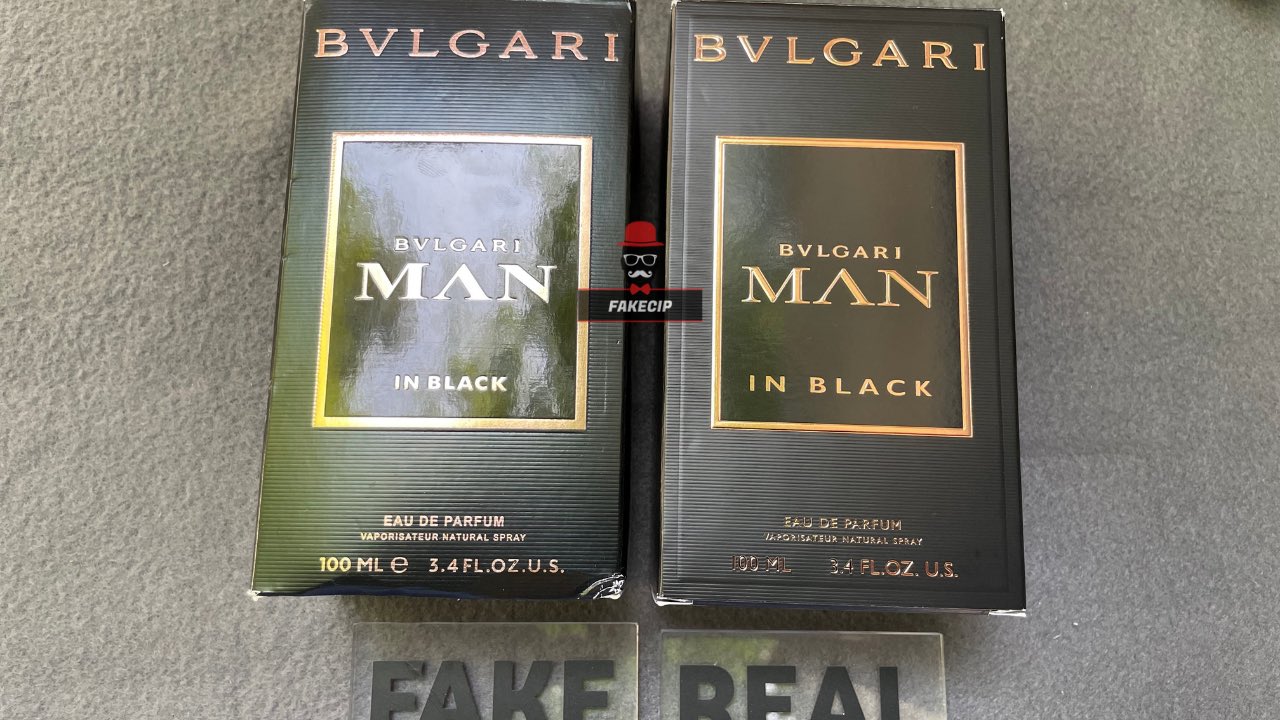 BVLGARI
BVLGARI
MAN
IN BLACK
EAU DE PARFUM
VAPORISATEUR NATURAL SPRAY
100 ML ℮ 3.4 FL.OZ.U.S.
BVLGARI
BVLGARI
MAN
IN BLACK
EAU DE PARFUM
VAPORISATEUR NATURAL SPRAY
100 ML 3.4 FL.OZ. U.S.
FAKECIP
FAKE
REAL